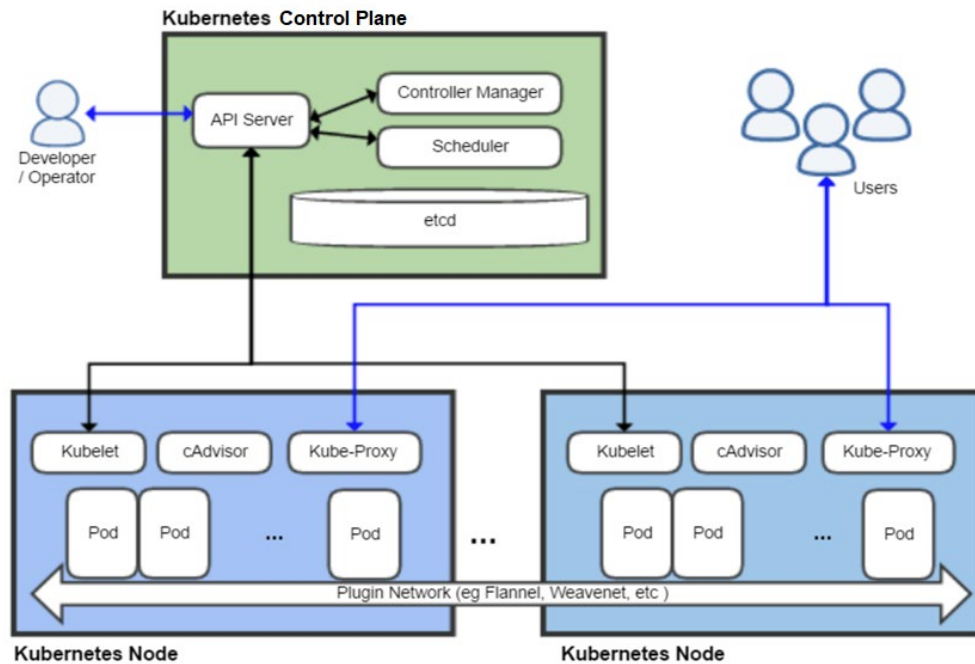 Kubernetes Control Plane
API Server
Controller Manager
Scheduler
etcd
Developer
/ Operator
Users
Kubelet
cAdvisor
Kube-Proxy
Pod
Pod
...
Pod
...
Kubelet
cAdvisor
Kube-Proxy
Pod
Pod
...
Pod
Plugin Network (eg Flannel, Weavenet, etc )
Kubernetes Node
Kubernetes Node